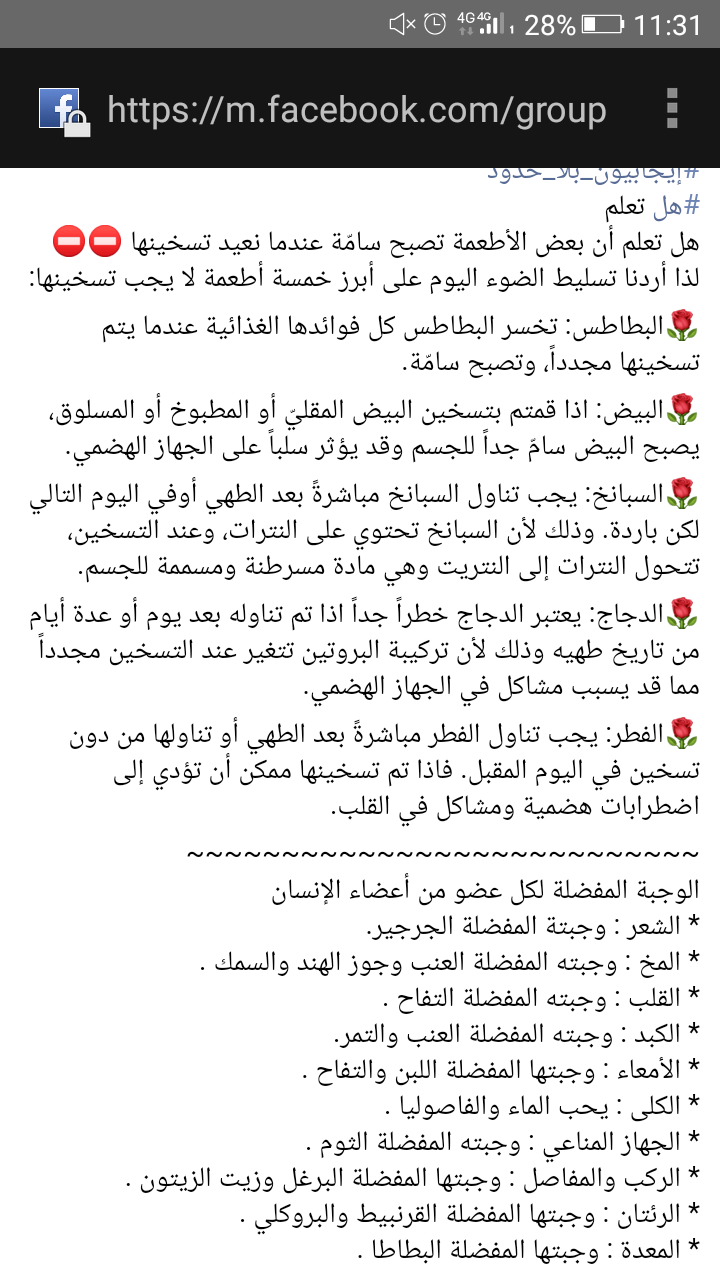 4G 4G 28% 11:31
https://m.facebook.com/group
#إيجابيون_بلا_حدود
#هل تعلم
هل تعلم أن بعض الأطعمة تصبح سامّة عندما نعيد تسخينها ⛔⛔
لذا أردنا تسليط الضوء اليوم على أبرز خمسة أطعمة لا يجب تسخينها:
🌹البطاطس: تخسر البطاطس كل فوائدها الغذائية عندما يتم
تسخينها مجدداً، وتصبح سامّة.
🌹البيض: اذا قمتم بتسخين البيض المقليّ أو المطبوخ أو المسلوق،
يصبح البيض سامّ جداً للجسم وقد يؤثر سلباً على الجهاز الهضمي.
🌹السبانخ: يجب تناول السبانخ مباشرةً بعد الطهي أوفي اليوم التالي
لكن باردة. وذلك لأن السبانخ تحتوي على النترات، وعند التسخين،
تتحول النترات إلى النتريت وهي مادة مسرطنة ومسممة للجسم.
🌹الدجاج: يعتبر الدجاج خطراً جداً اذا تم تناوله بعد يوم أو عدة أيام
من تاريخ طهيه وذلك لأن تركيبة البروتين تتغير عند التسخين مجدداً
مما قد يسبب مشاكل في الجهاز الهضمي.
🌹الفطر: يجب تناول الفطر مباشرةً بعد الطهي أو تناولها من دون
تسخين في اليوم المقبل. فاذا تم تسخينها ممكن أن تؤدي إلى
اضطرابات هضمية ومشاكل في القلب.
~~~~~~~~~~~~~~~~~~~~~~~~~~~
الوجبة المفضلة لكل عضو من أعضاء الإنسان
* الشعر : وجبتة المفضلة الجرجير.
* المخ : وجبته المفضلة العنب وجوز الهند والسمك .
* القلب : وجبته المفضلة التفاح .
* الكبد : وجبته المفضلة العنب والتمر.
* الأمعاء : وجبتها المفضلة اللبن والتفاح .
* الكلى : يحب الماء والفاصوليا .
* الجهاز المناعي : وجبته المفضلة الثوم .
* الركب والمفاصل : وجبتها المفضلة البرغل وزيت الزيتون .
* الرئتان : وجبتها المفضلة القرنبيط والبروكلي .
* المعدة : وجبتها المفضلة البطاطا .